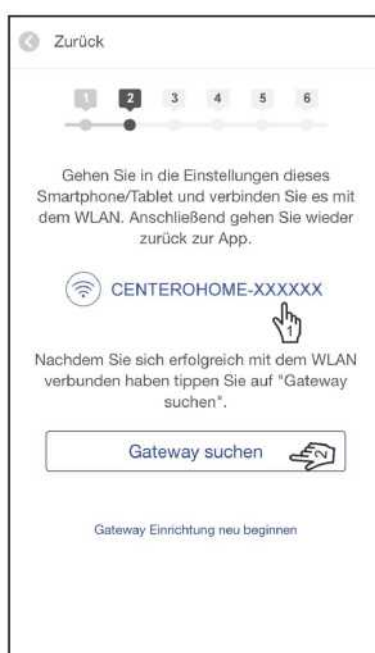 Zurück
1 2 3 4 5 6
Gehen Sie in die Einstellungen dieses
Smartphone/Tablet und verbinden Sie es mit
dem WLAN. Anschließend gehen Sie wieder
zurück zur App.
CENTEROHOME-XXXXXX
1
Nachdem Sie sich erfolgreich mit dem WLAN
verbunden haben tippen Sie auf "Gateway
suchen".
Gateway suchen 2
Gateway Einrichtung neu beginnen